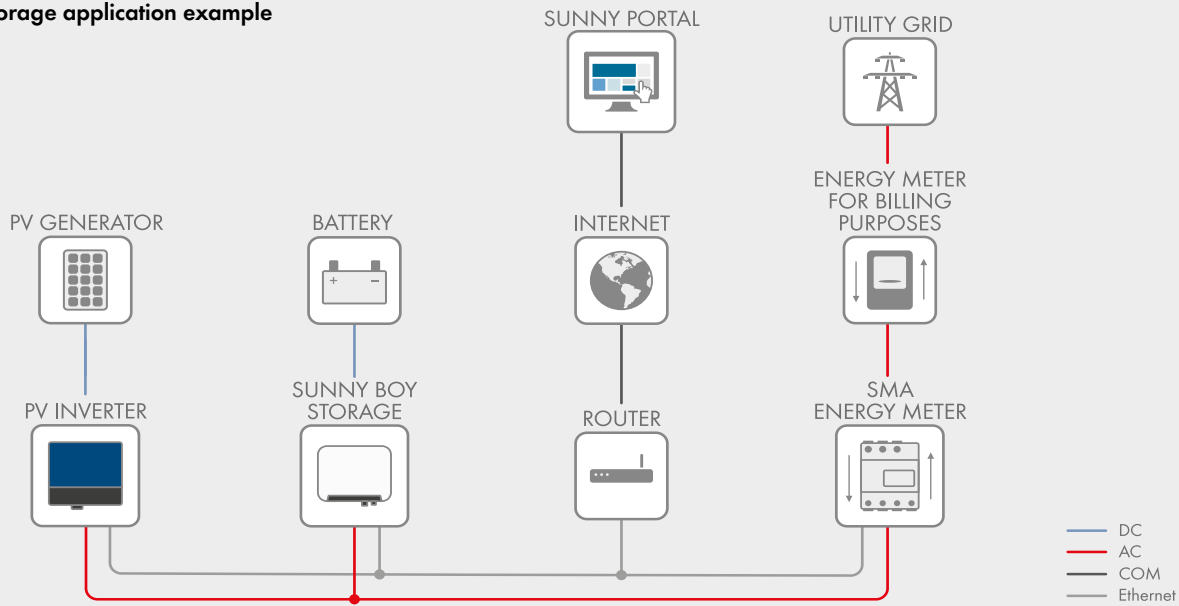 application example
SUNNY PORTAL
UTILITY GRID
ENERGY METER
FOR BILLING
PURPOSES
PV GENERATOR
BATTERY
INTERNET
+ −
SUNNY BOY
STORAGE
SMA
ENERGY METER
PV INVERTER
ROUTER
DC
AC
COM
Ethernet